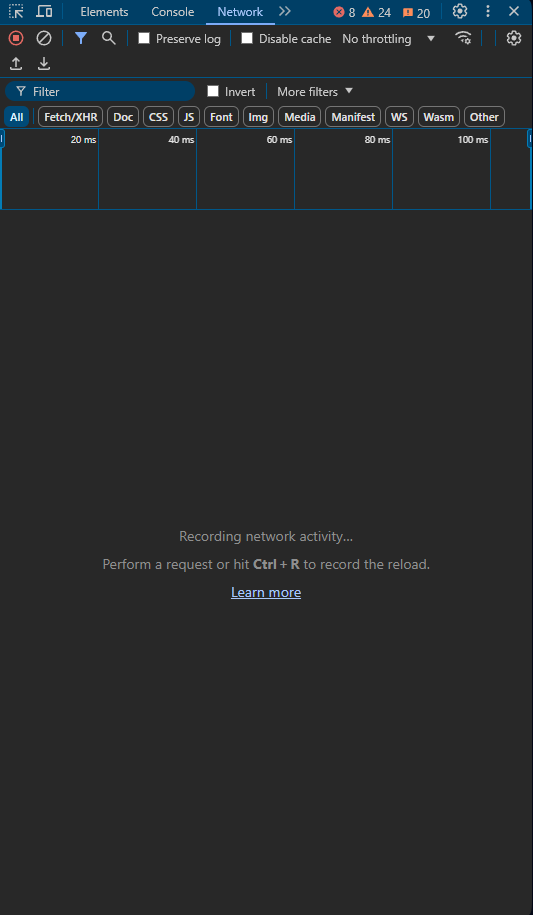 Elements Console Network 8 24 20
Preserve log Disable cache No throttling
Filter Invert More filters
All Fetch/XHR Doc CSS JS Font Img Media Manifest WS Wasm Other
20 ms 40 ms 60 ms 80 ms 100 ms
Recording network activity...
Perform a request or hit Ctrl + R to record the reload.
Learn more